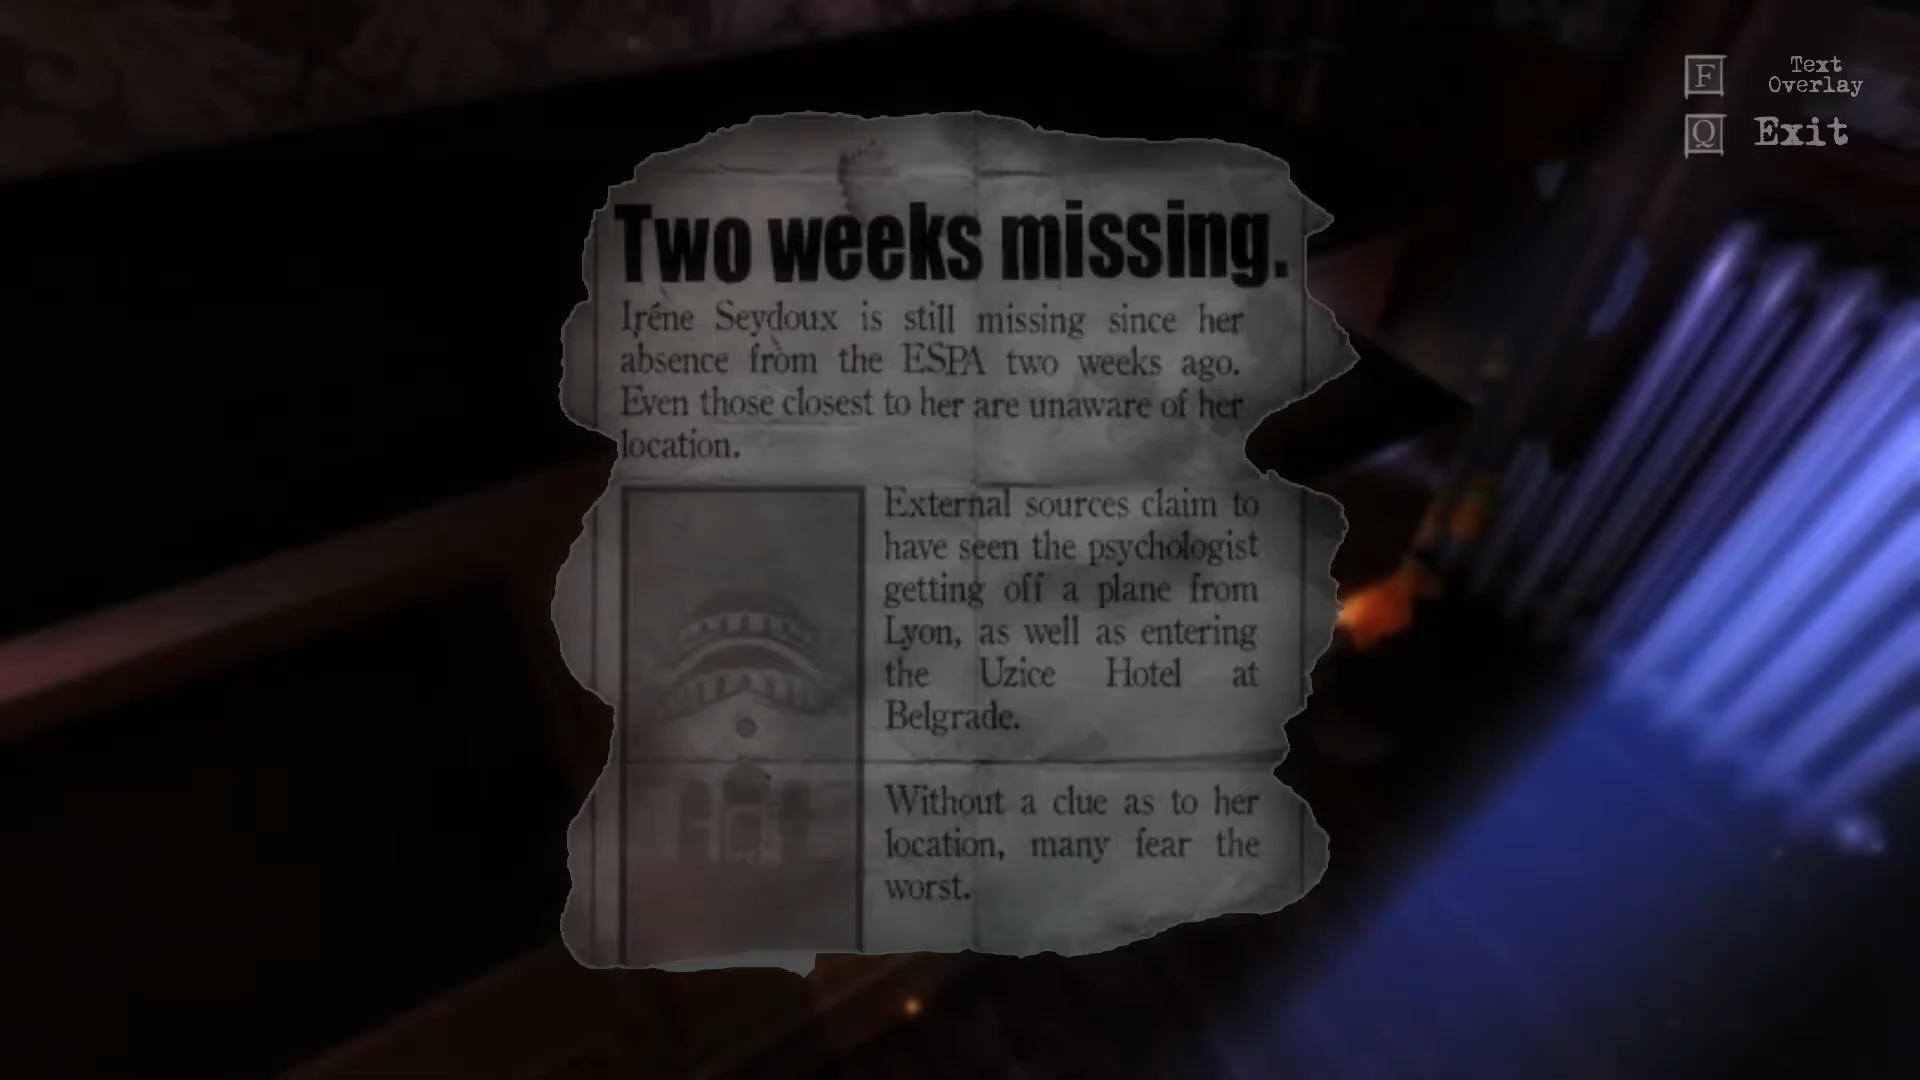 F Text
Overlay
Q Exit
Two weeks missing.
Iréne Seydoux is still missing since her
absence from the ESPA two weeks ago.
Even those closest to her are unaware of her
location.
External sources claim to
have seen the psychologist
getting off a plane from
Lyon, as well as entering
the Uzice Hotel at
Belgrade.
Without a clue as to her
location, many fear the
worst.